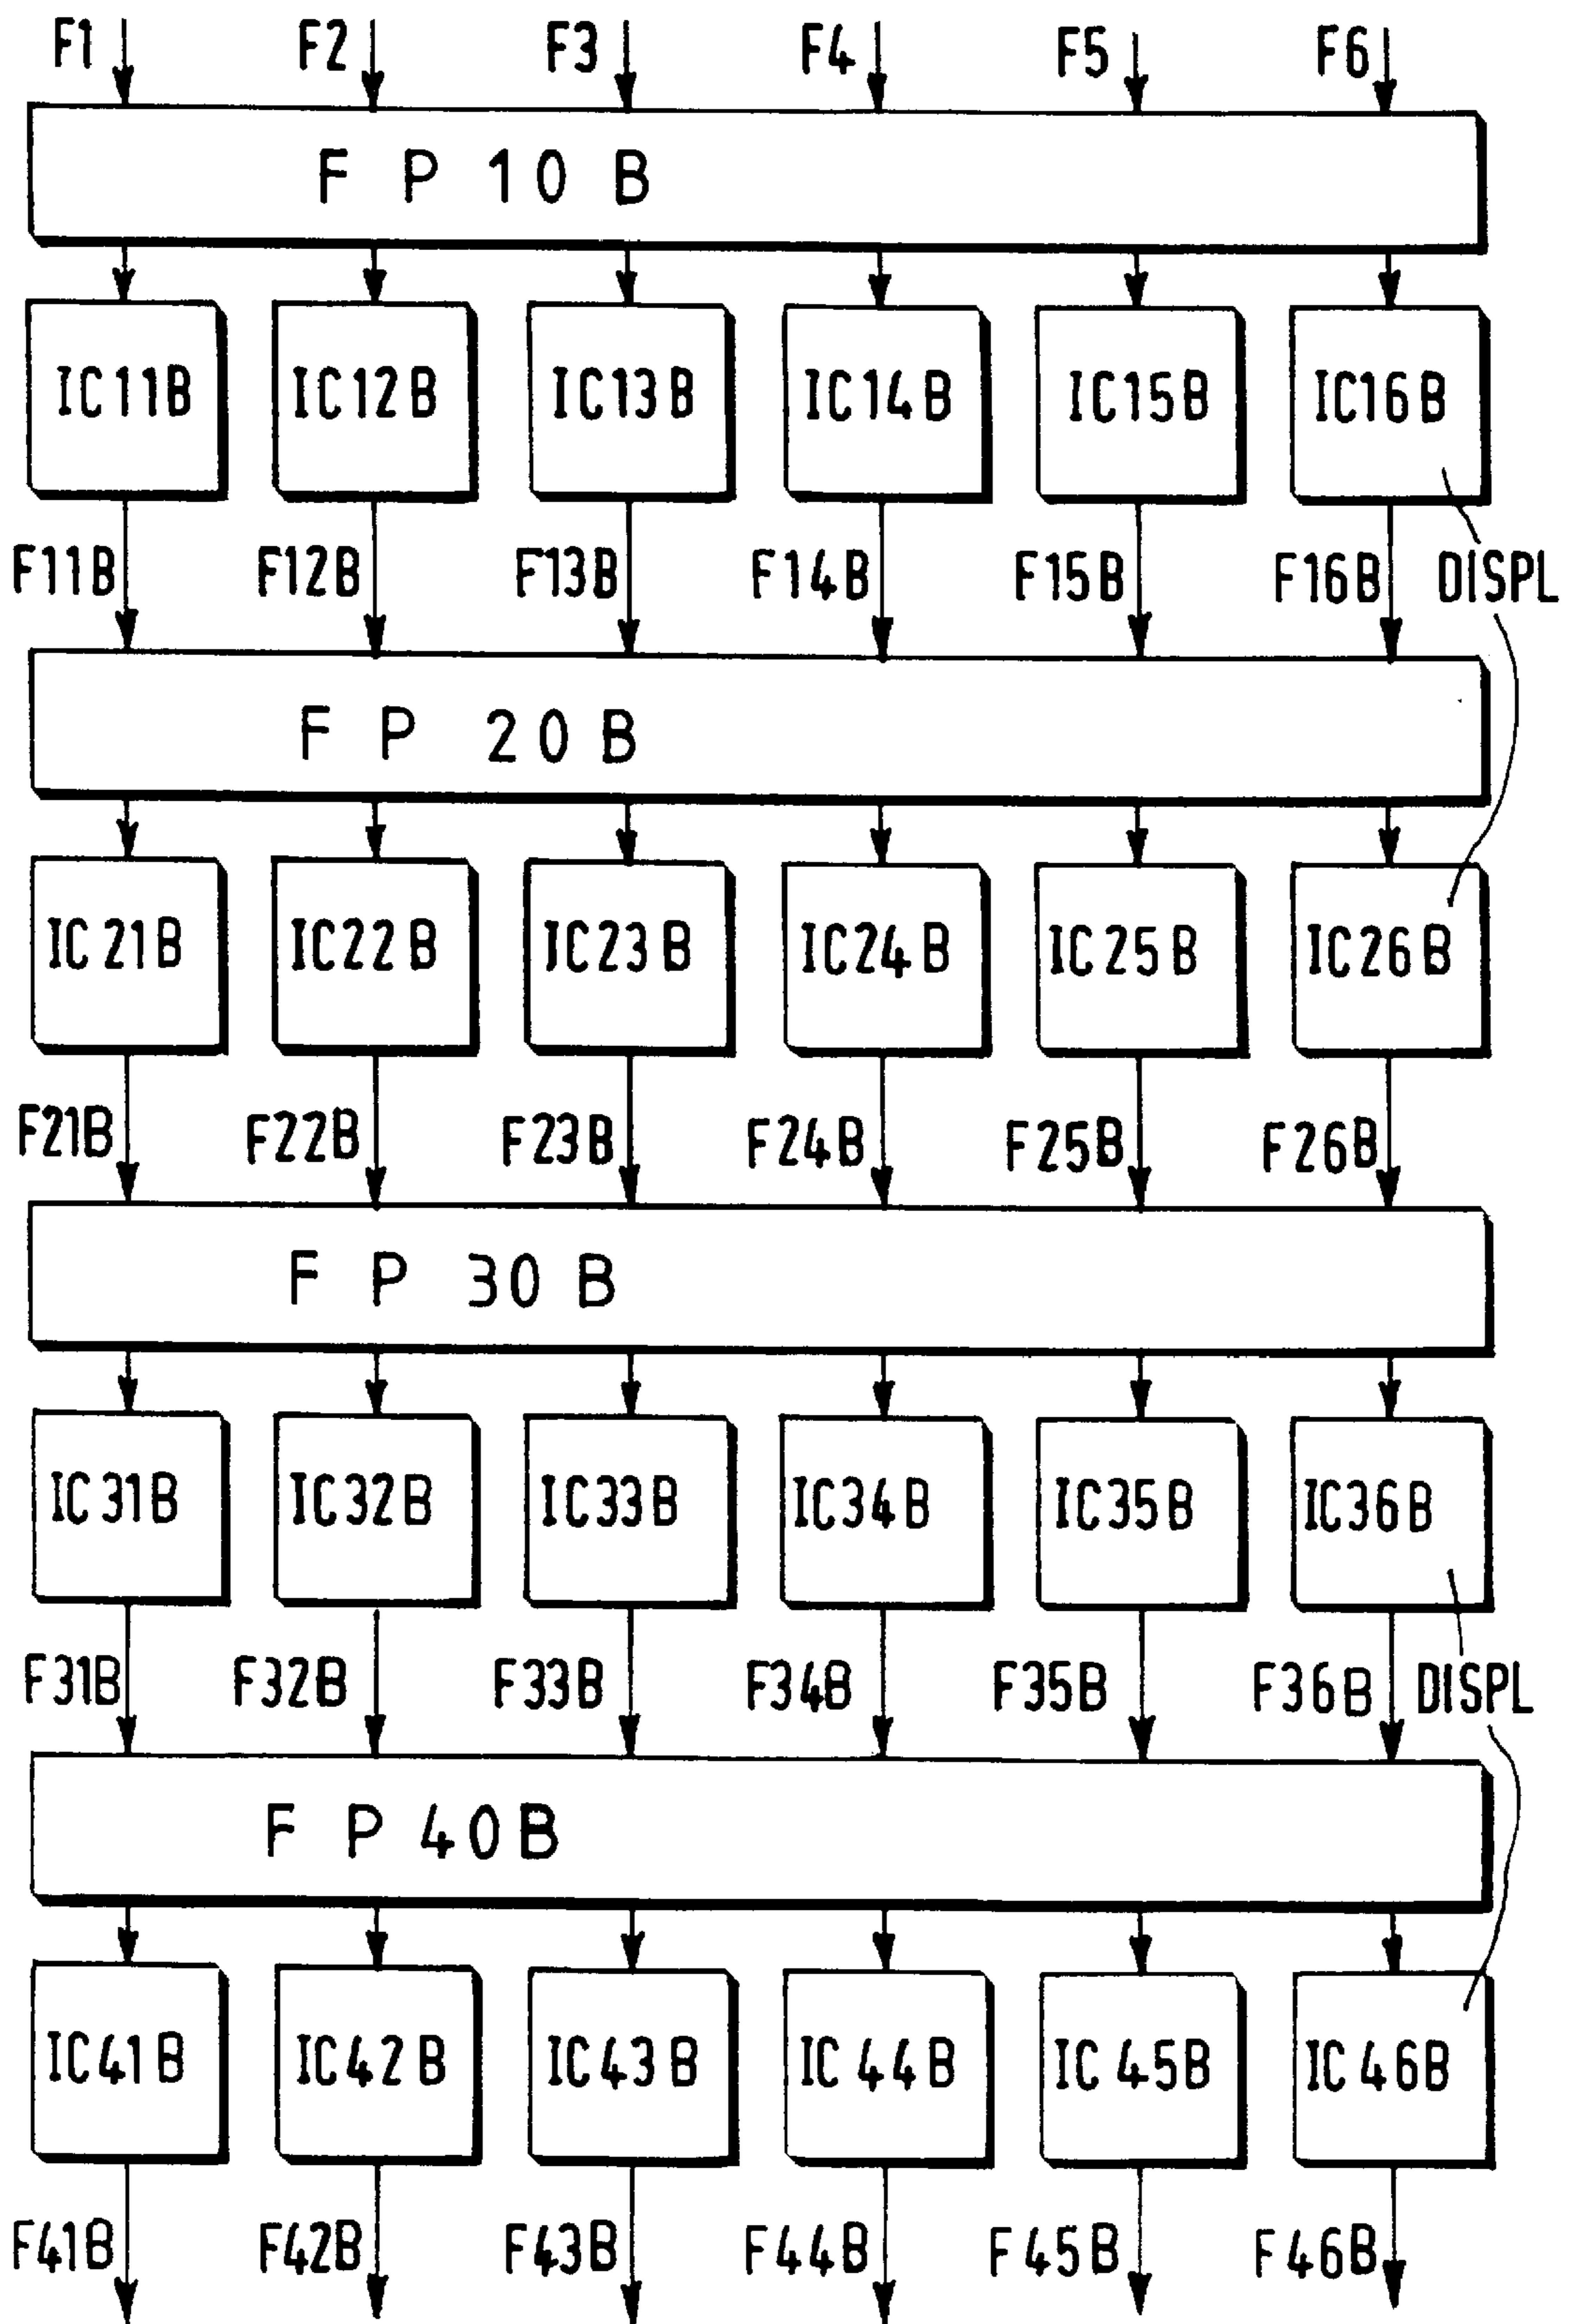 F1 F2 F3 F4 F5 F6
F P 10 B
IC11B IC12B IC13B IC14B IC15B IC16B
F11B F12B F13B F14B F15B F16B DISPL
F P 20 B
IC21B IC22B IC23B IC24B IC25B IC26B
F21B F22B F23B F24B F25B F26B
F P 30 B
IC31B IC32B IC33B IC34B IC35B IC36B
F31B F32B F33B F34B F35B F36B DISPL
F P 40 B
IC41B IC42B IC43B IC44B IC45B IC46B
F41B F42B F43B F44B F45B F46B